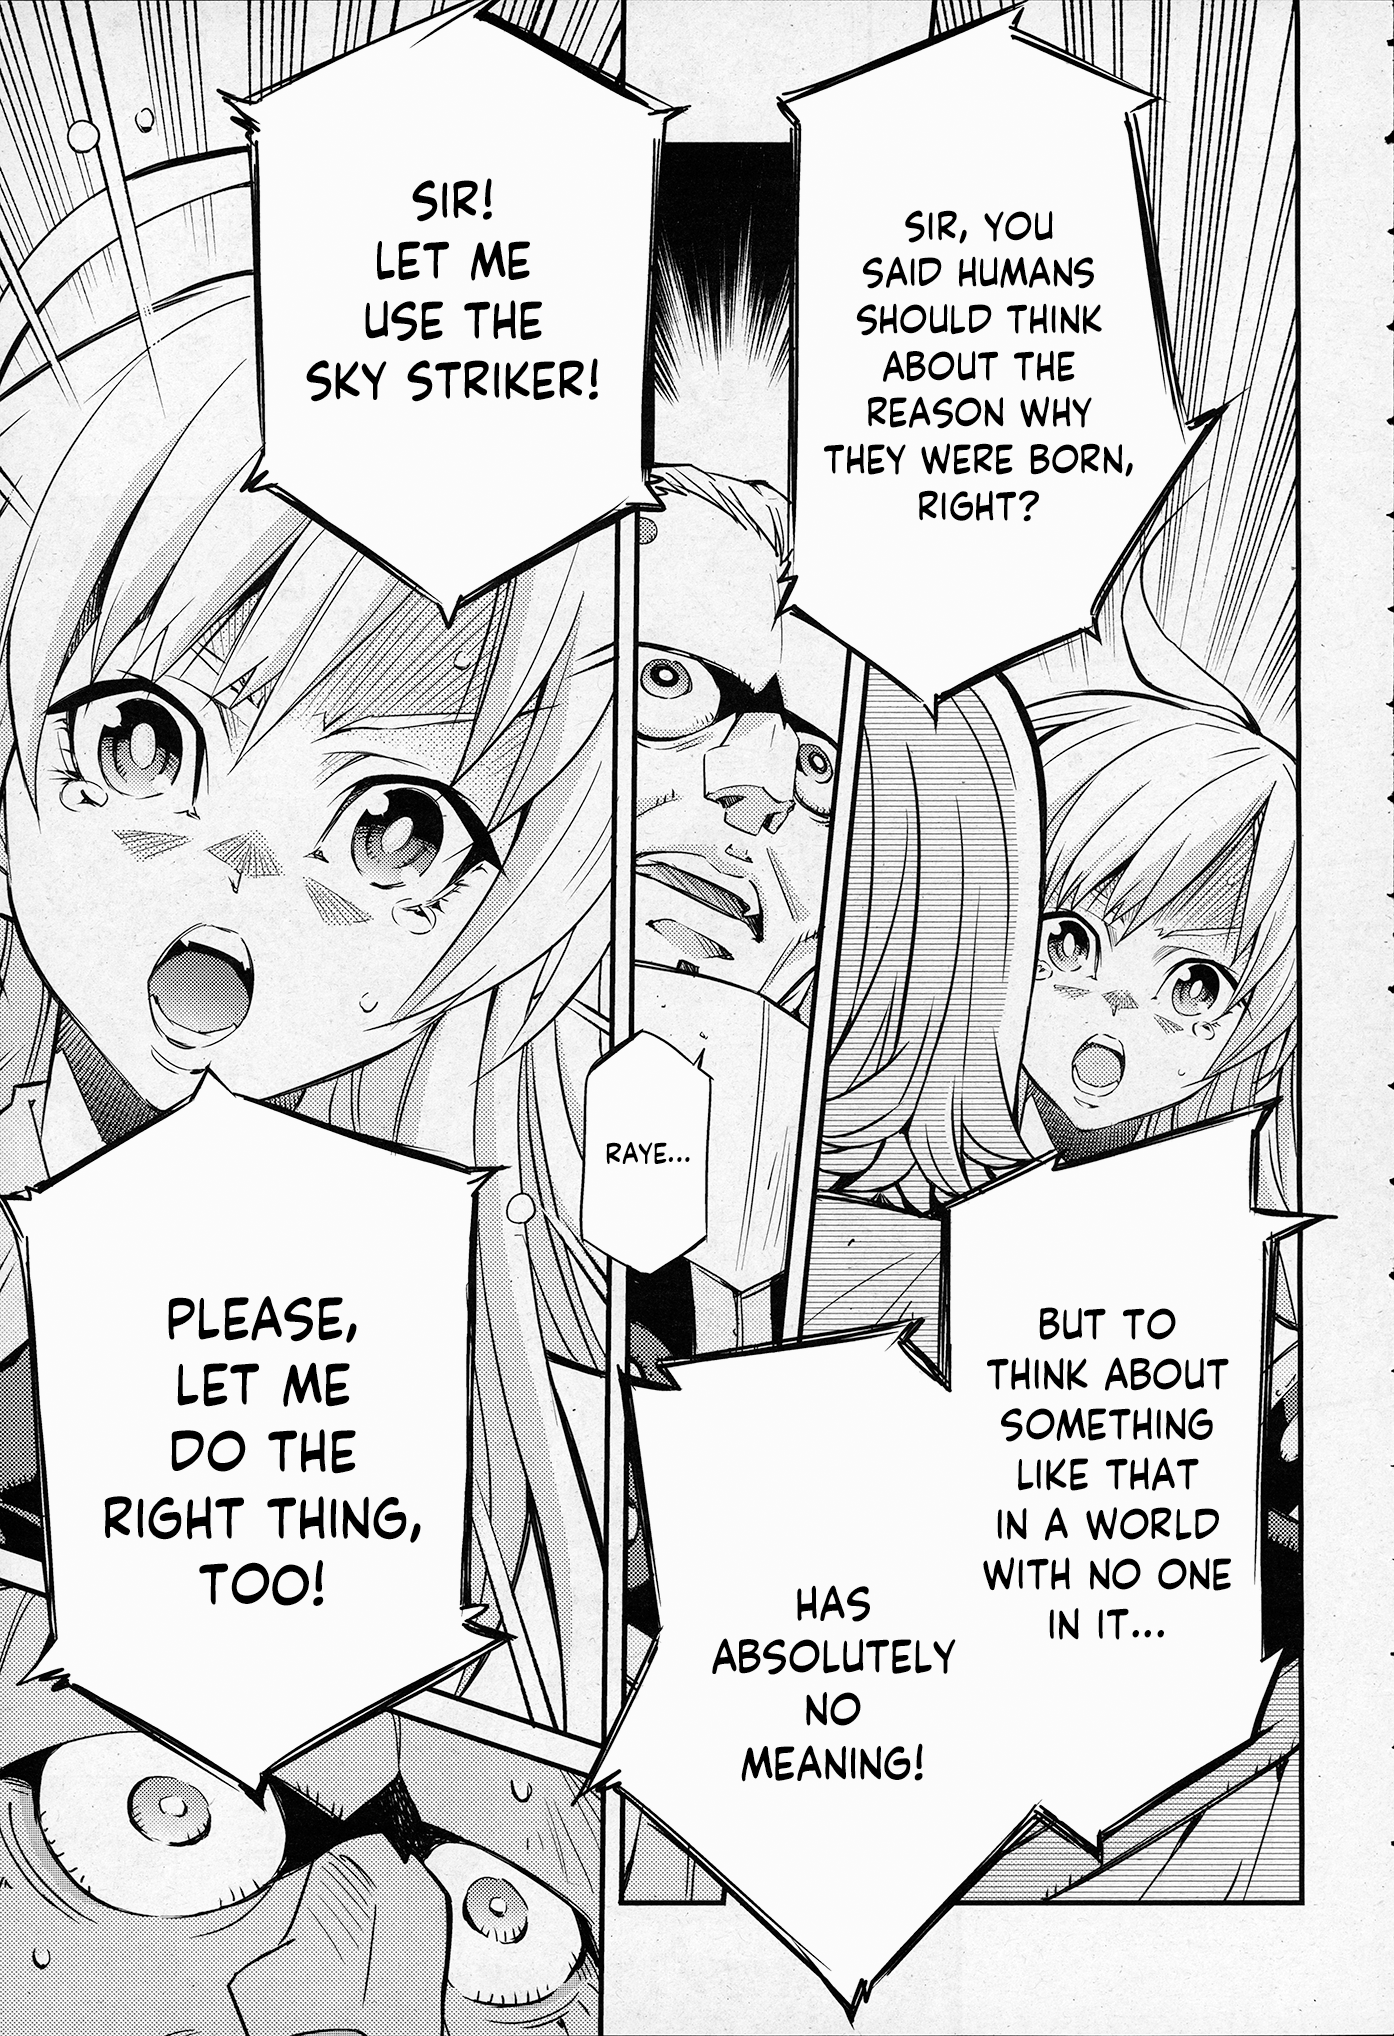 SIR, YOU
SAID HUMANS
SHOULD THINK
ABOUT THE
REASON WHY
THEY WERE BORN,
RIGHT?
BUT TO
THINK ABOUT
SOMETHING
LIKE THAT
IN A WORLD
WITH NO ONE
IN IT...
HAS
ABSOLUTELY
NO
MEANING!
RAYE...
SIR!
LET ME
USE THE
SKY STRIKER!
PLEASE,
LET ME
DO THE
RIGHT THING,
TOO!